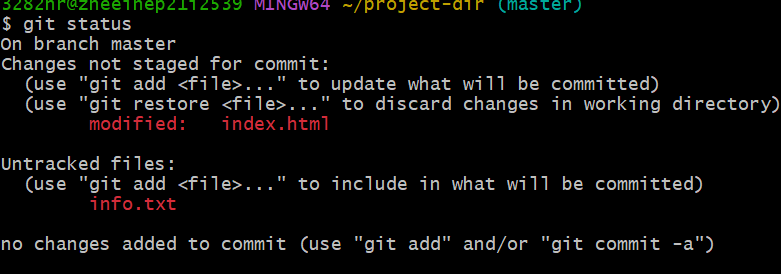 MINGW64 ~/project-dir (master)
$ git status
On branch master
Changes not staged for commit:
(use "git add <file>..." to update what will be committed)
(use "git restore <file>..." to discard changes in working directory)
modified: index.html
Untracked files:
(use "git add <file>..." to include in what will be committed)
info.txt
no changes added to commit (use "git add" and/or "git commit -a")